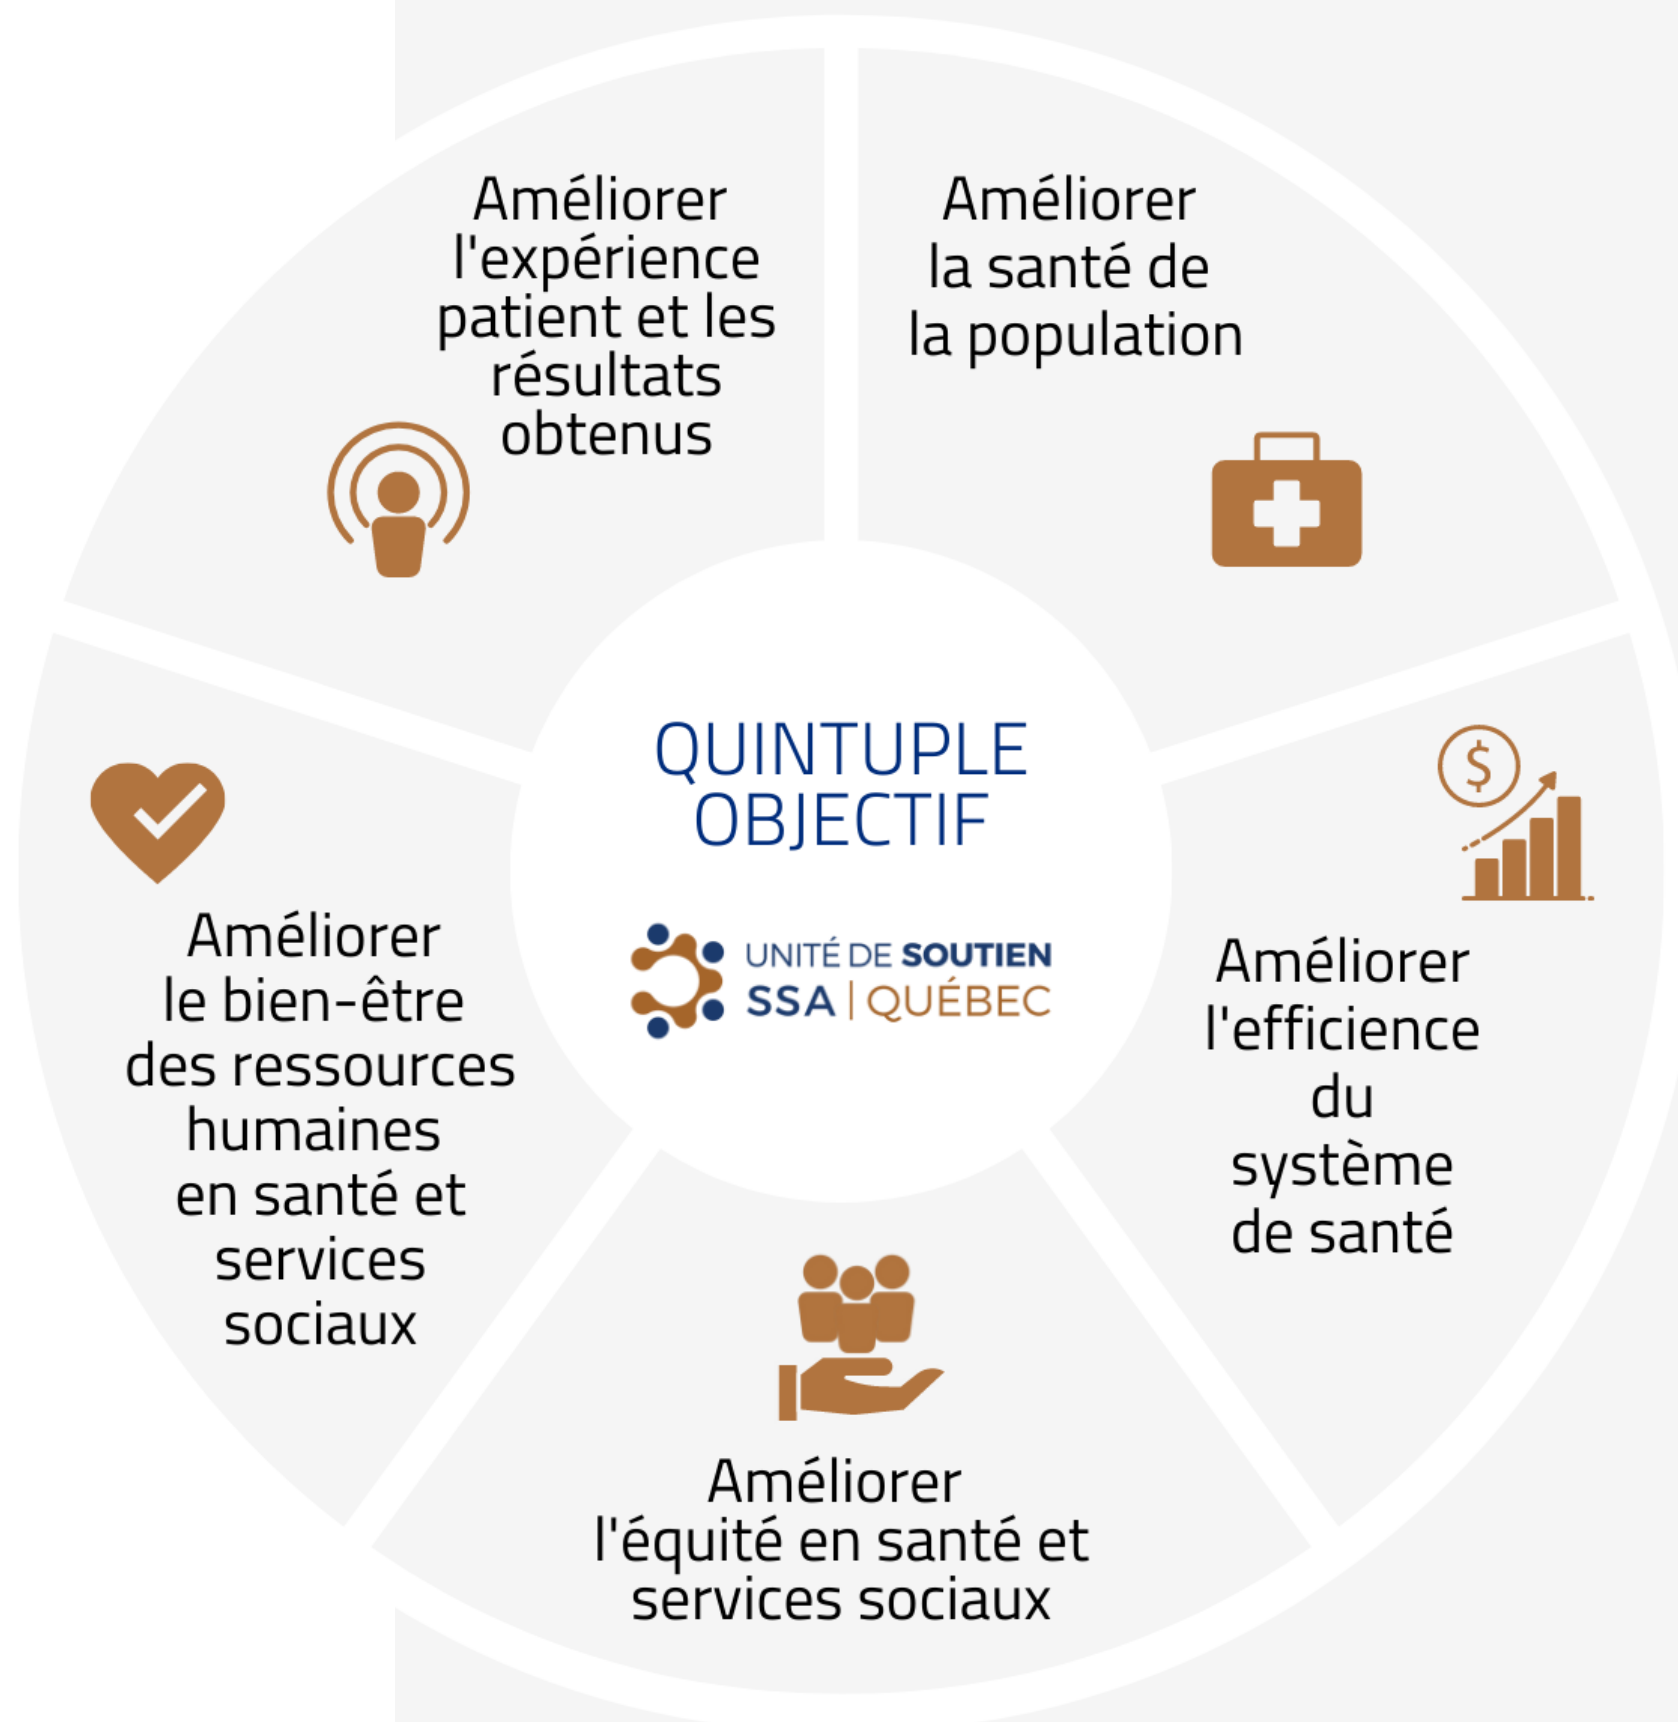 Améliorer
l'expérience
patient et les
résultats
obtenus
Améliorer
la santé de
la population
QUINTUPLE
OBJECTIF
UNITÉ DE SOUTIEN
SSA | QUÉBEC
$
Améliorer
l'efficience
du
système
de santé
Améliorer
le bien-être
des ressources
humaines
en santé et
services
sociaux
Améliorer
l'équité en santé et
services sociaux